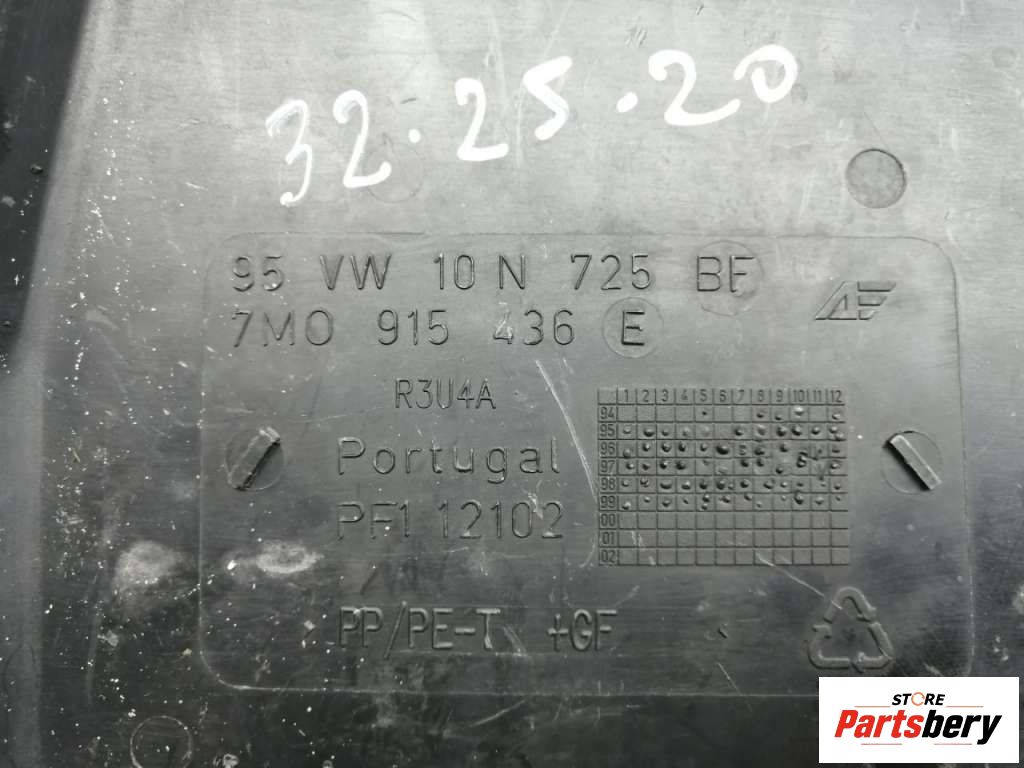 32.25.20
95 VW 10 N 725 BF
7M0 915 436 E
AF
R3U4A
Portugal
PF1 12102
PP/PE-T +GF
1 2 3 4 5 6 7 8 9 10 11 12
94
95
96
97
98
99
00
01
02
STORE
Partsbery